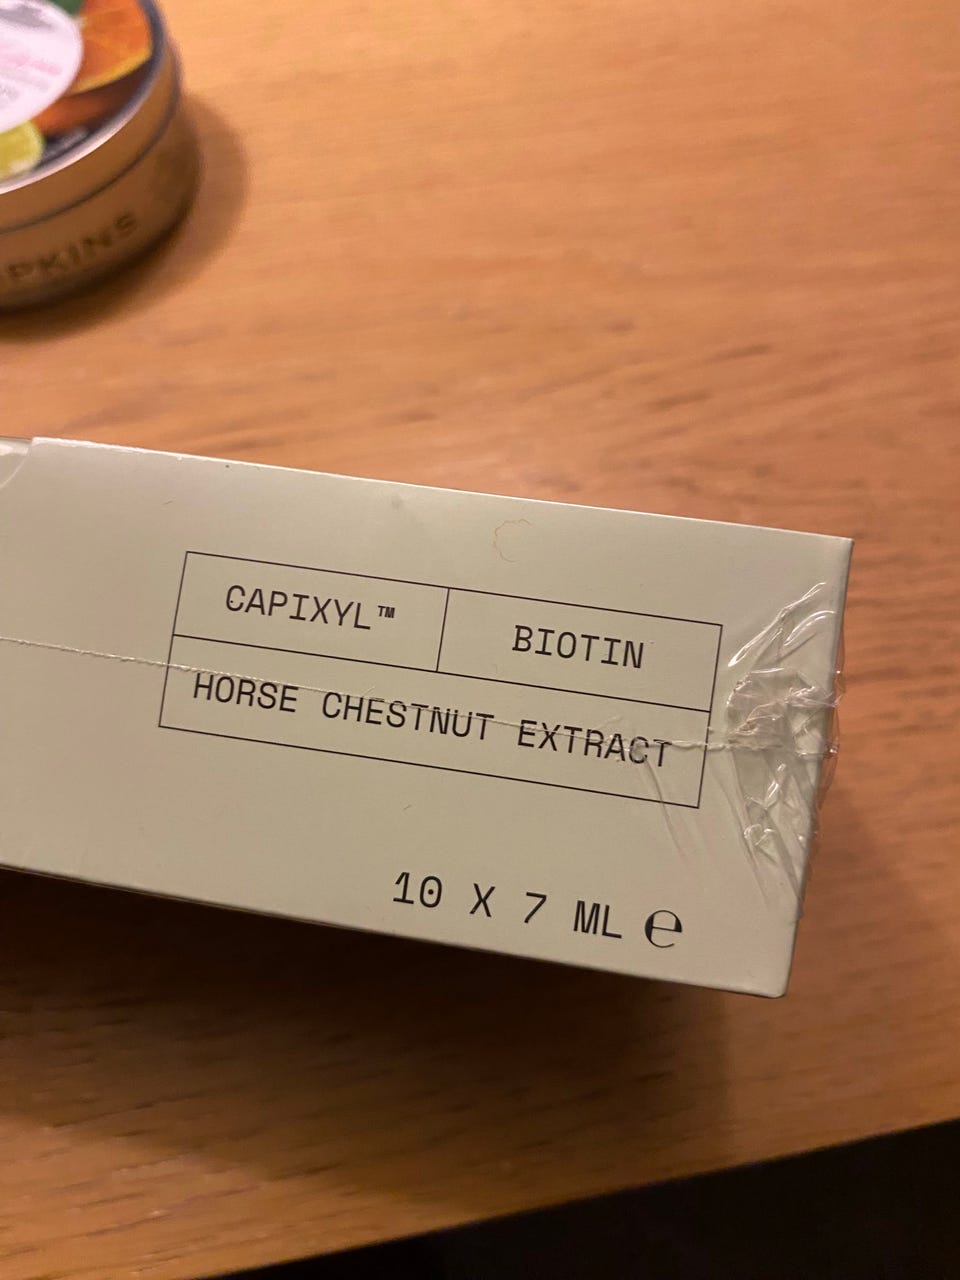 PKINS
CAPIXYL™
BIOTIN
HORSE CHESTNUT EXTRACT
10 X 7 ML ℮